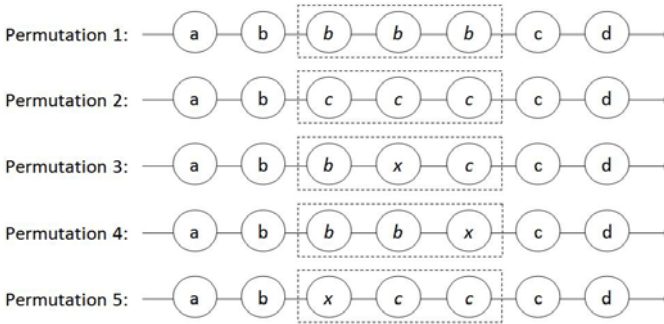 Permutation 1: a b b b b c d
Permutation 2: a b c c c c d
Permutation 3: a b b x c c d
Permutation 4: a b b b x c d
Permutation 5: a b x c c c d